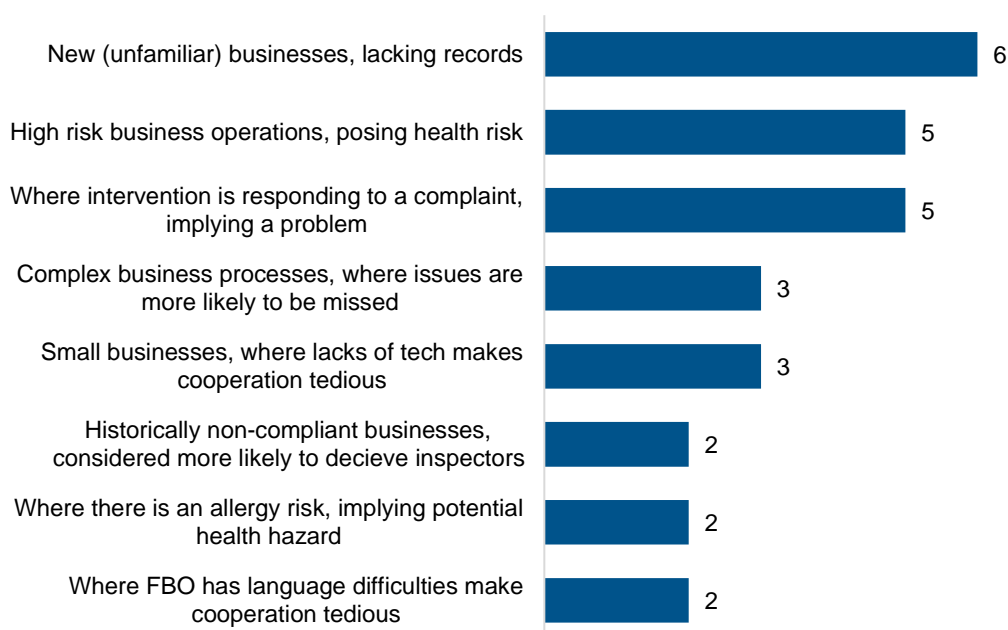 New (unfamiliar) businesses, lacking records
6
High risk business operations, posing health risk
5
Where intervention is responding to a complaint,
implying a problem
5
Complex business processes, where issues are
more likely to be missed
3
Small businesses, where lacks of tech makes
cooperation tedious
3
Historically non-compliant businesses,
considered more likely to decieve inspectors
2
Where there is an allergy risk, implying potential
health hazard
2
Where FBO has language difficulties make
cooperation tedious
2